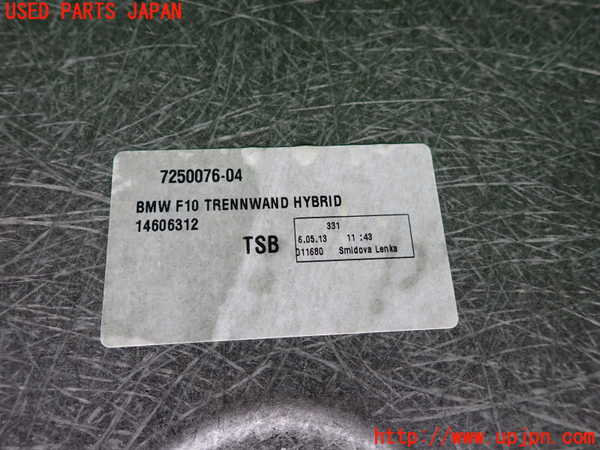 USED PARTS JAPAN
7250076-04
BMW F10 TRENNWAND HYBRID
14606312
TSB
331
6.05.13 11:43
011680 Smidova Lenka
http://www.upjpn.com/